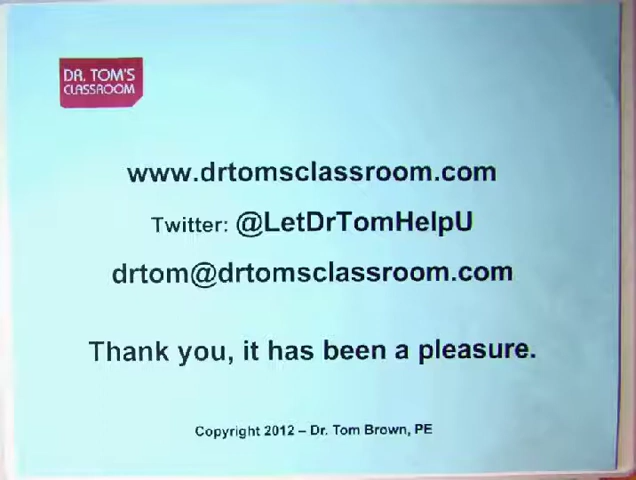 DR. TOM'S
CLASSROOM
www.drtomsclassroom.com
Twitter: @LetDrTomHelpU
drtom@drtomsclassroom.com
Thank you, it has been a pleasure.
Copyright 2012 – Dr. Tom Brown, PE